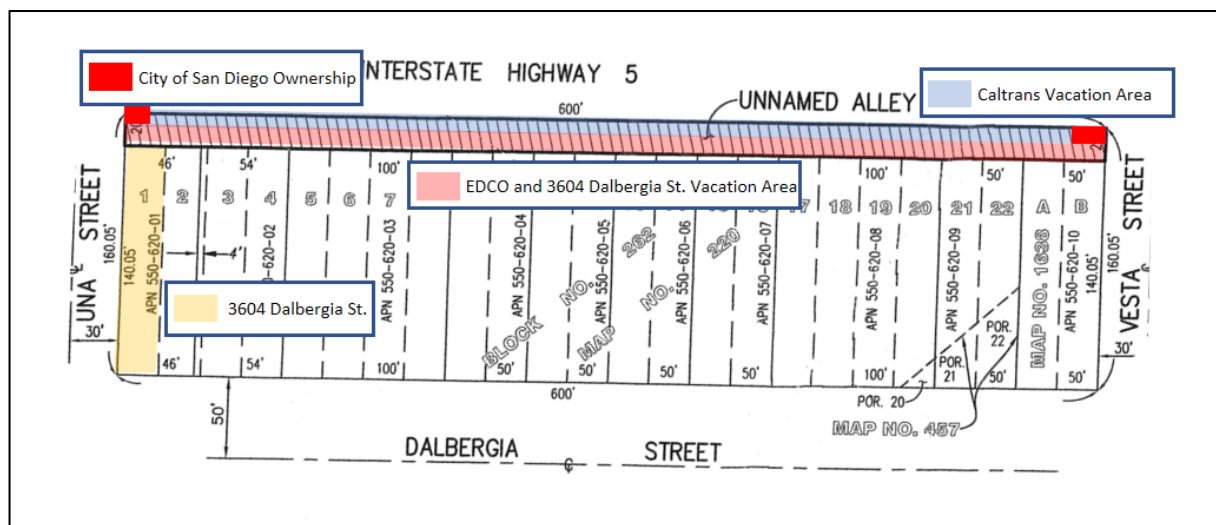 City of San Diego Ownership
INTERSTATE HIGHWAY 5
Caltrans Vacation Area
600'
UNNAMED ALLEY
20'
46'
54'
100'
EDCO and 3604 Dalbergia St. Vacation Area
100'
50'
50'
1
2
3
4
5
6
7
17
18
19
20
21
22
A
B
UNA STREET
160.05'
140.05'
APN 550-620-01
4'
-620-02
APN 550-620-03
APN 550-620-04
APN 550-620-05
APN 550-620-06
APN 550-620-07
APN 550-620-08
APN 550-620-09
MAP NO. 1638
APN 550-620-10
140.05'
160.05'
VESTA STREET
BLOCK NO. 262
MAP NO. 220
3604 Dalbergia St.
30'
POR. 22
POR. 21
30'
46'
54'
100'
50'
50'
50'
50'
100'
50'
50'
600'
POR. 20
MAP NO. 457
50'
DALBERGIA STREET